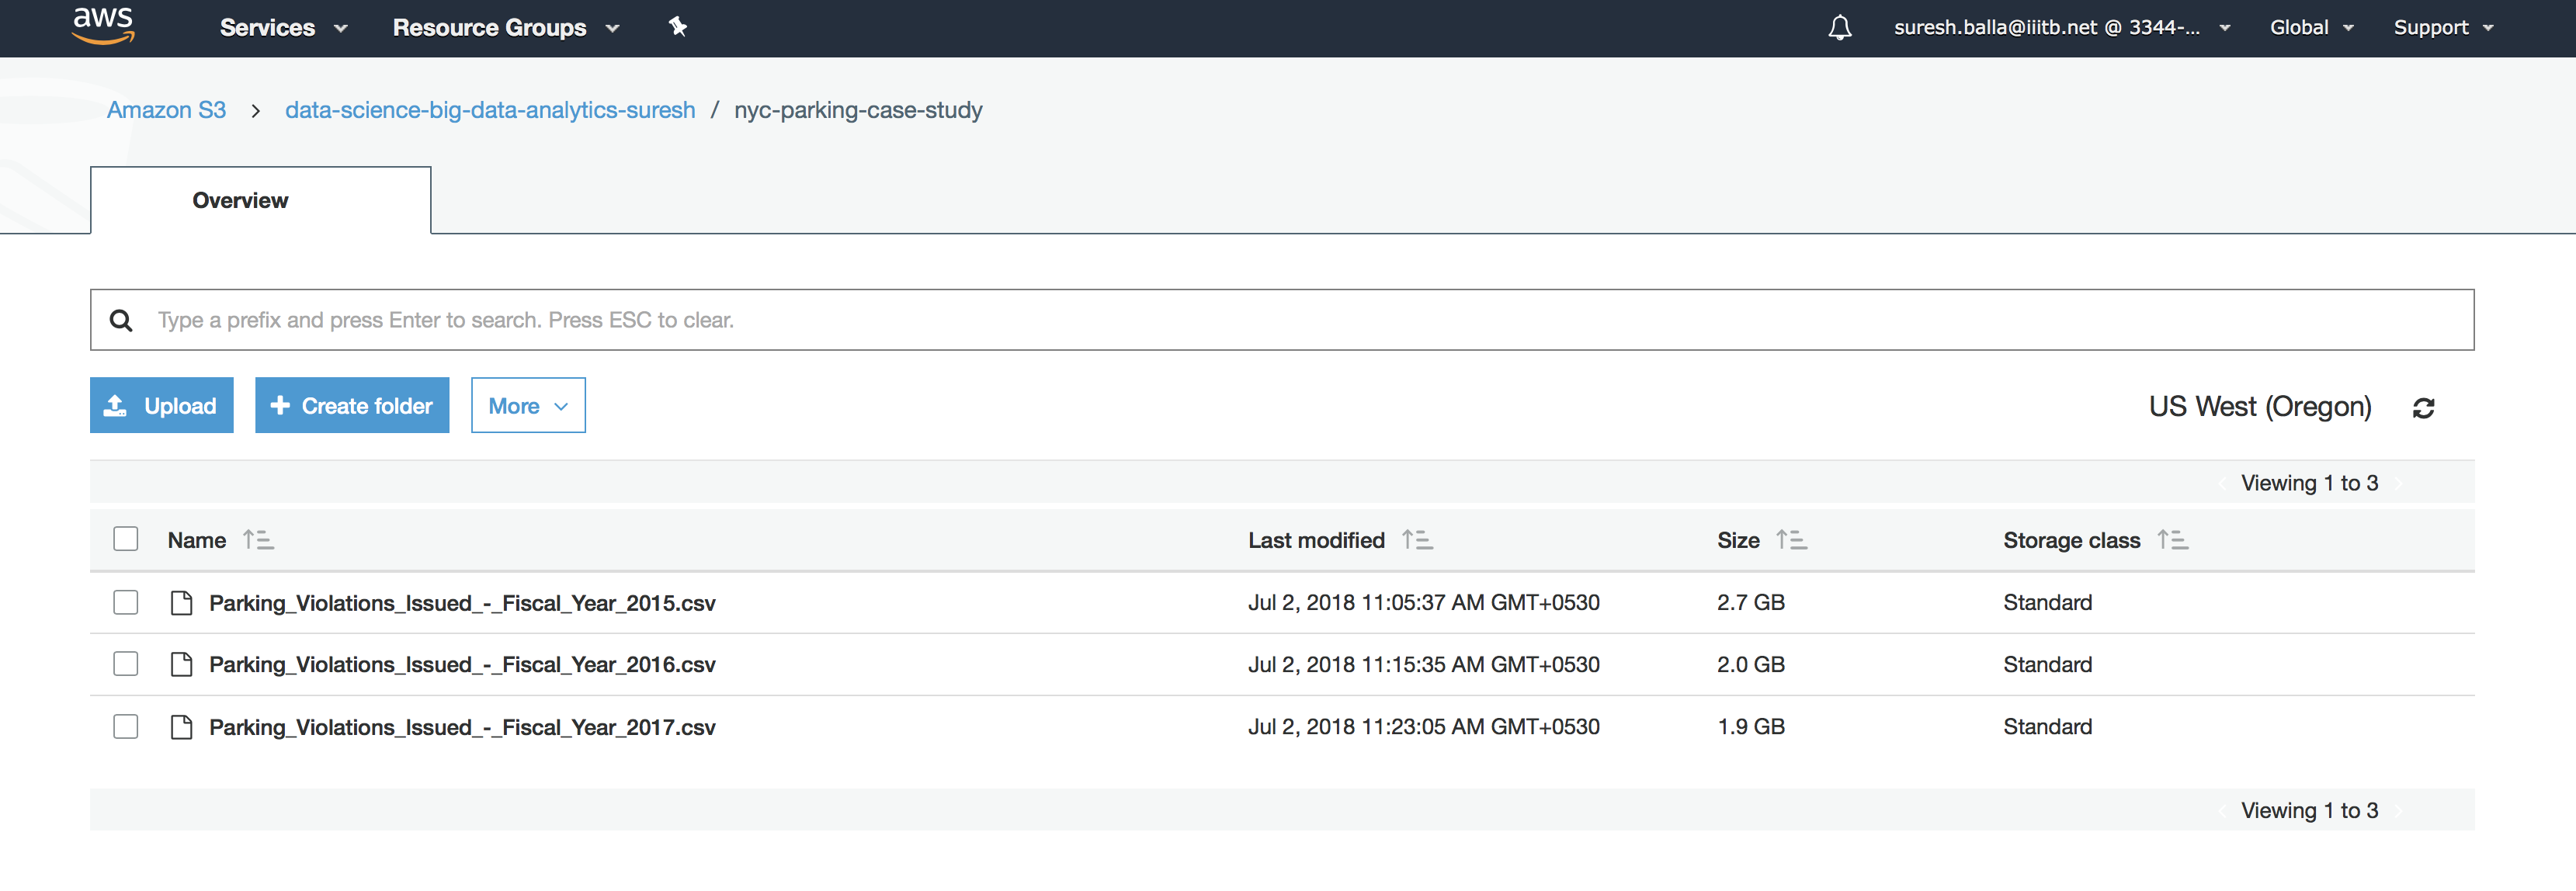 aws Services Resource Groups suresh.balla@iiitb.net @ 3344-... Global Support
Amazon S3 > data-science-big-data-analytics-suresh / nyc-parking-case-study
Overview
Type a prefix and press Enter to search. Press ESC to clear.
Upload + Create folder More US West (Oregon)
Viewing 1 to 3
Name Last modified Size Storage class
Parking_Violations_Issued_-_Fiscal_Year_2015.csv Jul 2, 2018 11:05:37 AM GMT+0530 2.7 GB Standard
Parking_Violations_Issued_-_Fiscal_Year_2016.csv Jul 2, 2018 11:15:35 AM GMT+0530 2.0 GB Standard
Parking_Violations_Issued_-_Fiscal_Year_2017.csv Jul 2, 2018 11:23:05 AM GMT+0530 1.9 GB Standard
Viewing 1 to 3